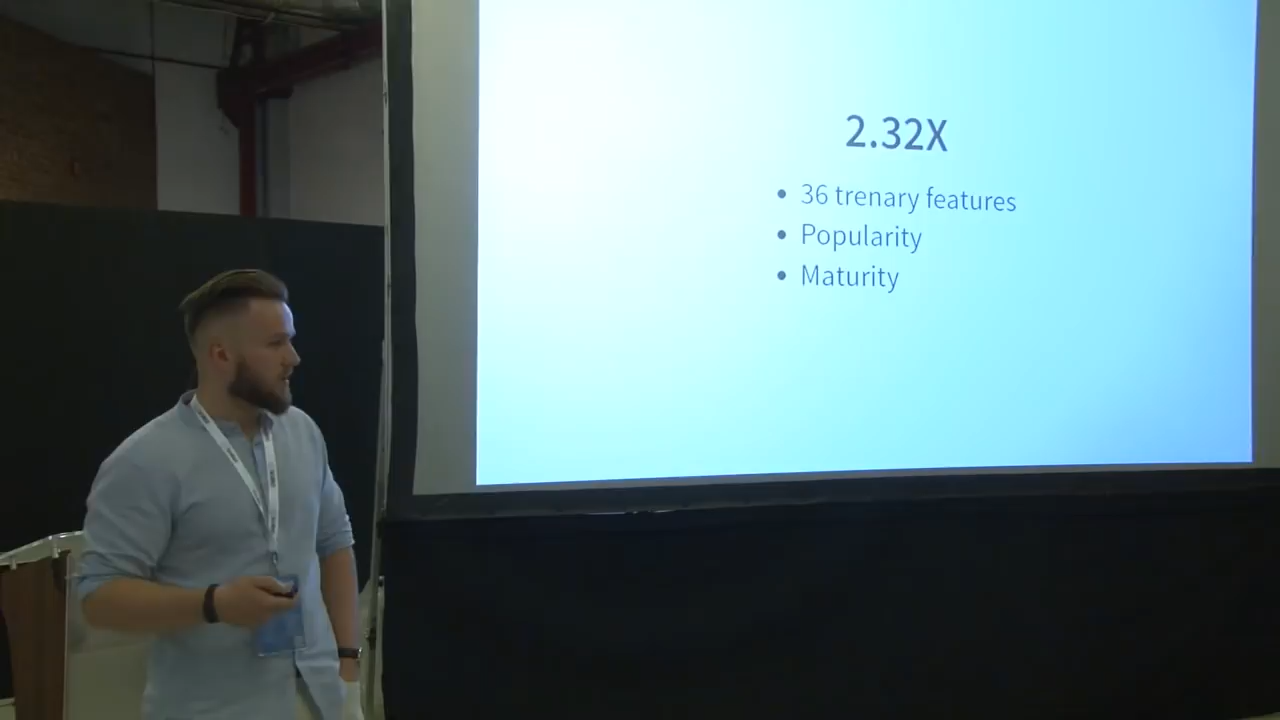 2.32X
• 36 trenary features
• Popularity
• Maturity